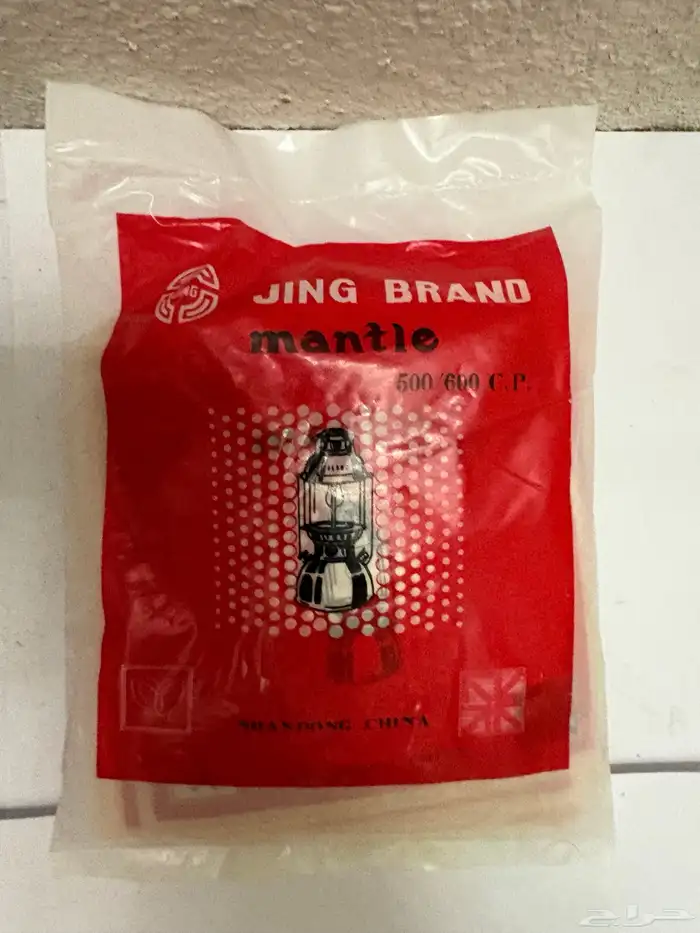 JING BRAND
mantle
500/600 C.P.
SHANDONG CHINA
حراج